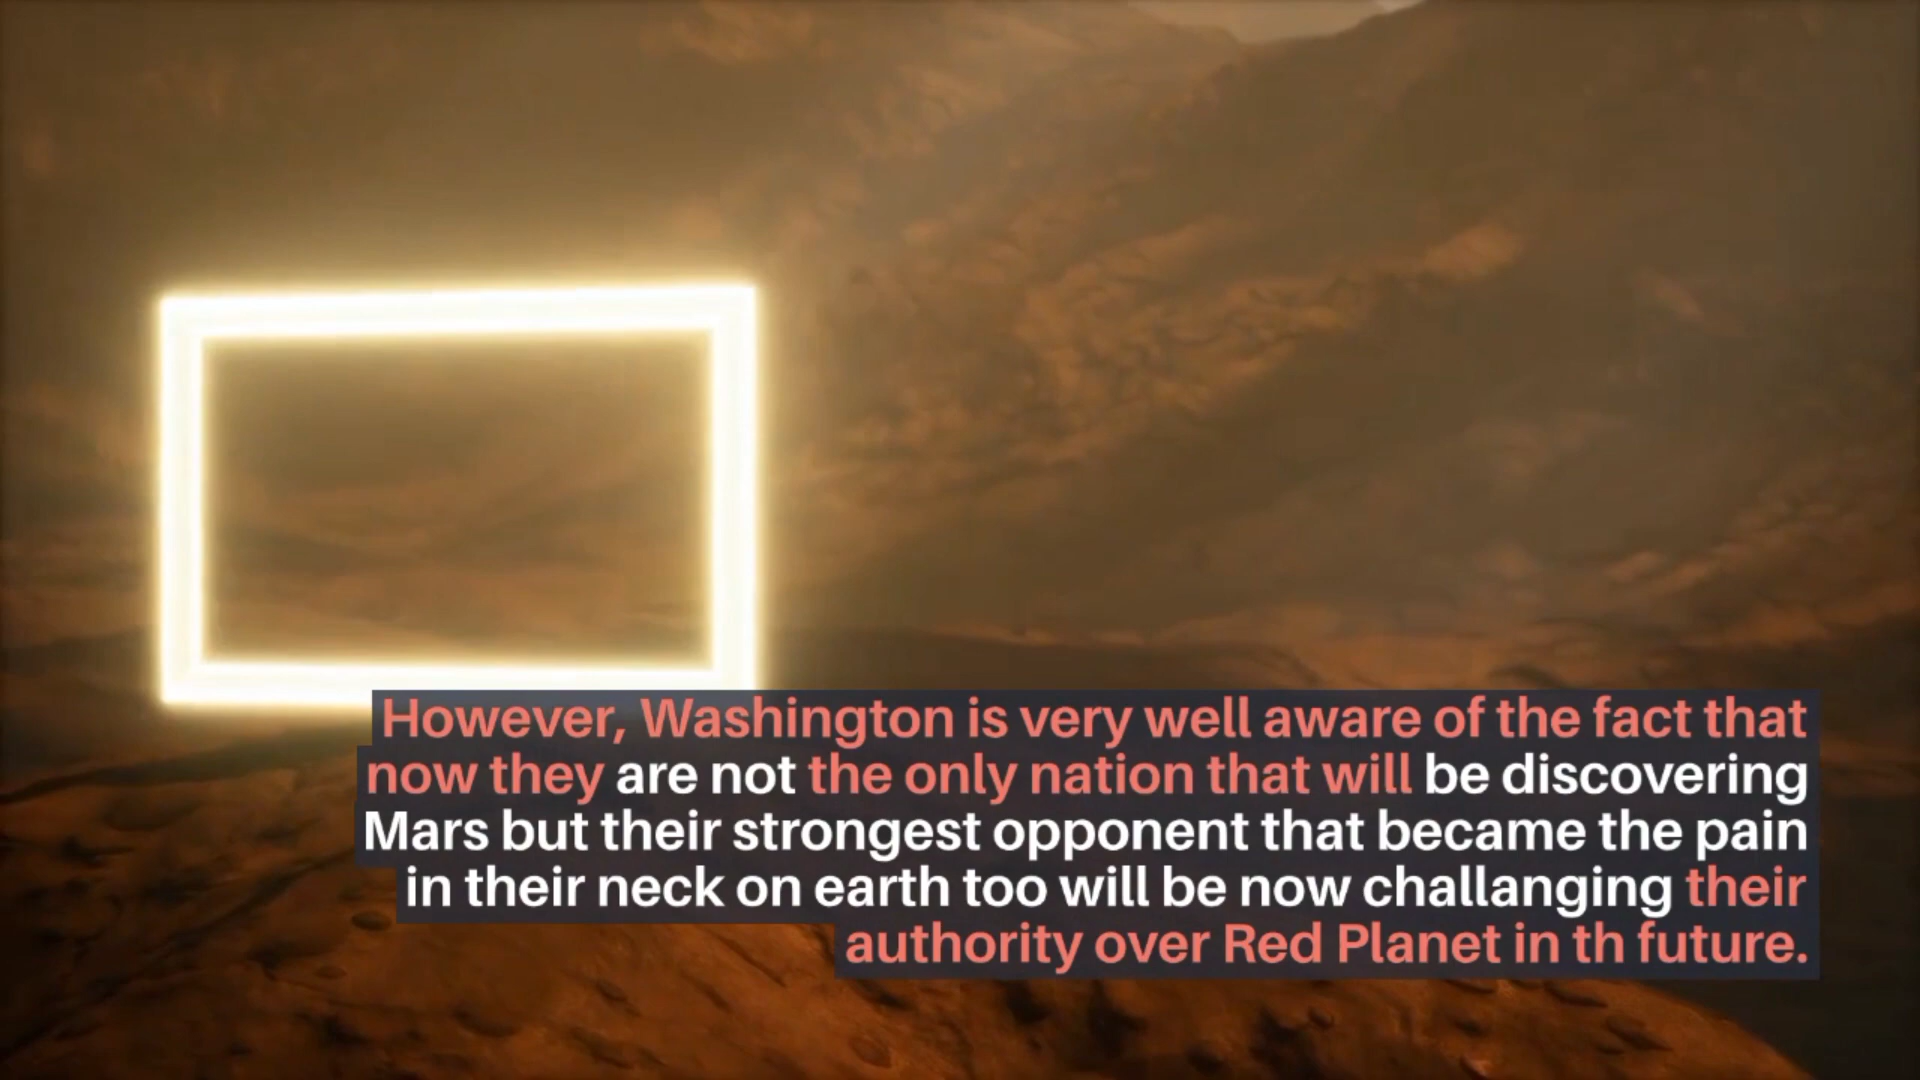 However, Washington is very well aware of the fact that
now they are not the only nation that will be discovering
Mars but their strongest opponent that became the pain
in their neck on earth too will be now challanging their
authority over Red Planet in th future.